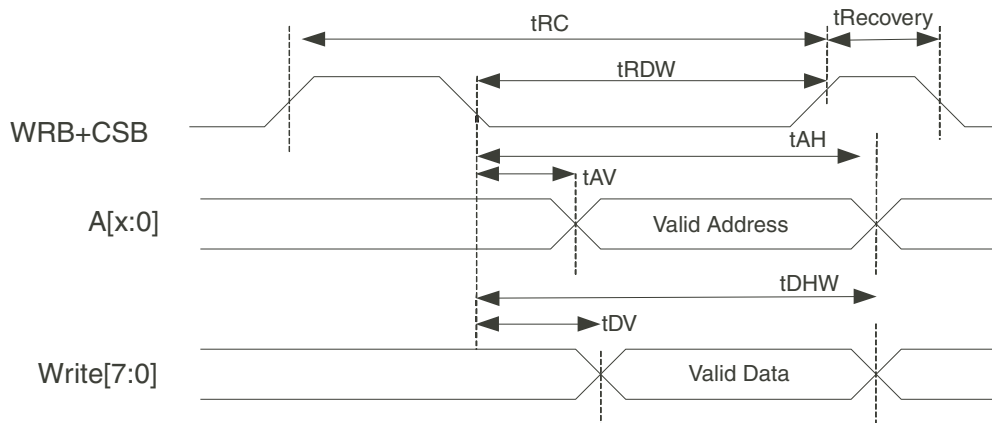 tRC
tRecovery
tRDW
WRB+CSB
tAH
tAV
A[x:0]
Valid Address
tDHW
tDV
Write[7:0]
Valid Data